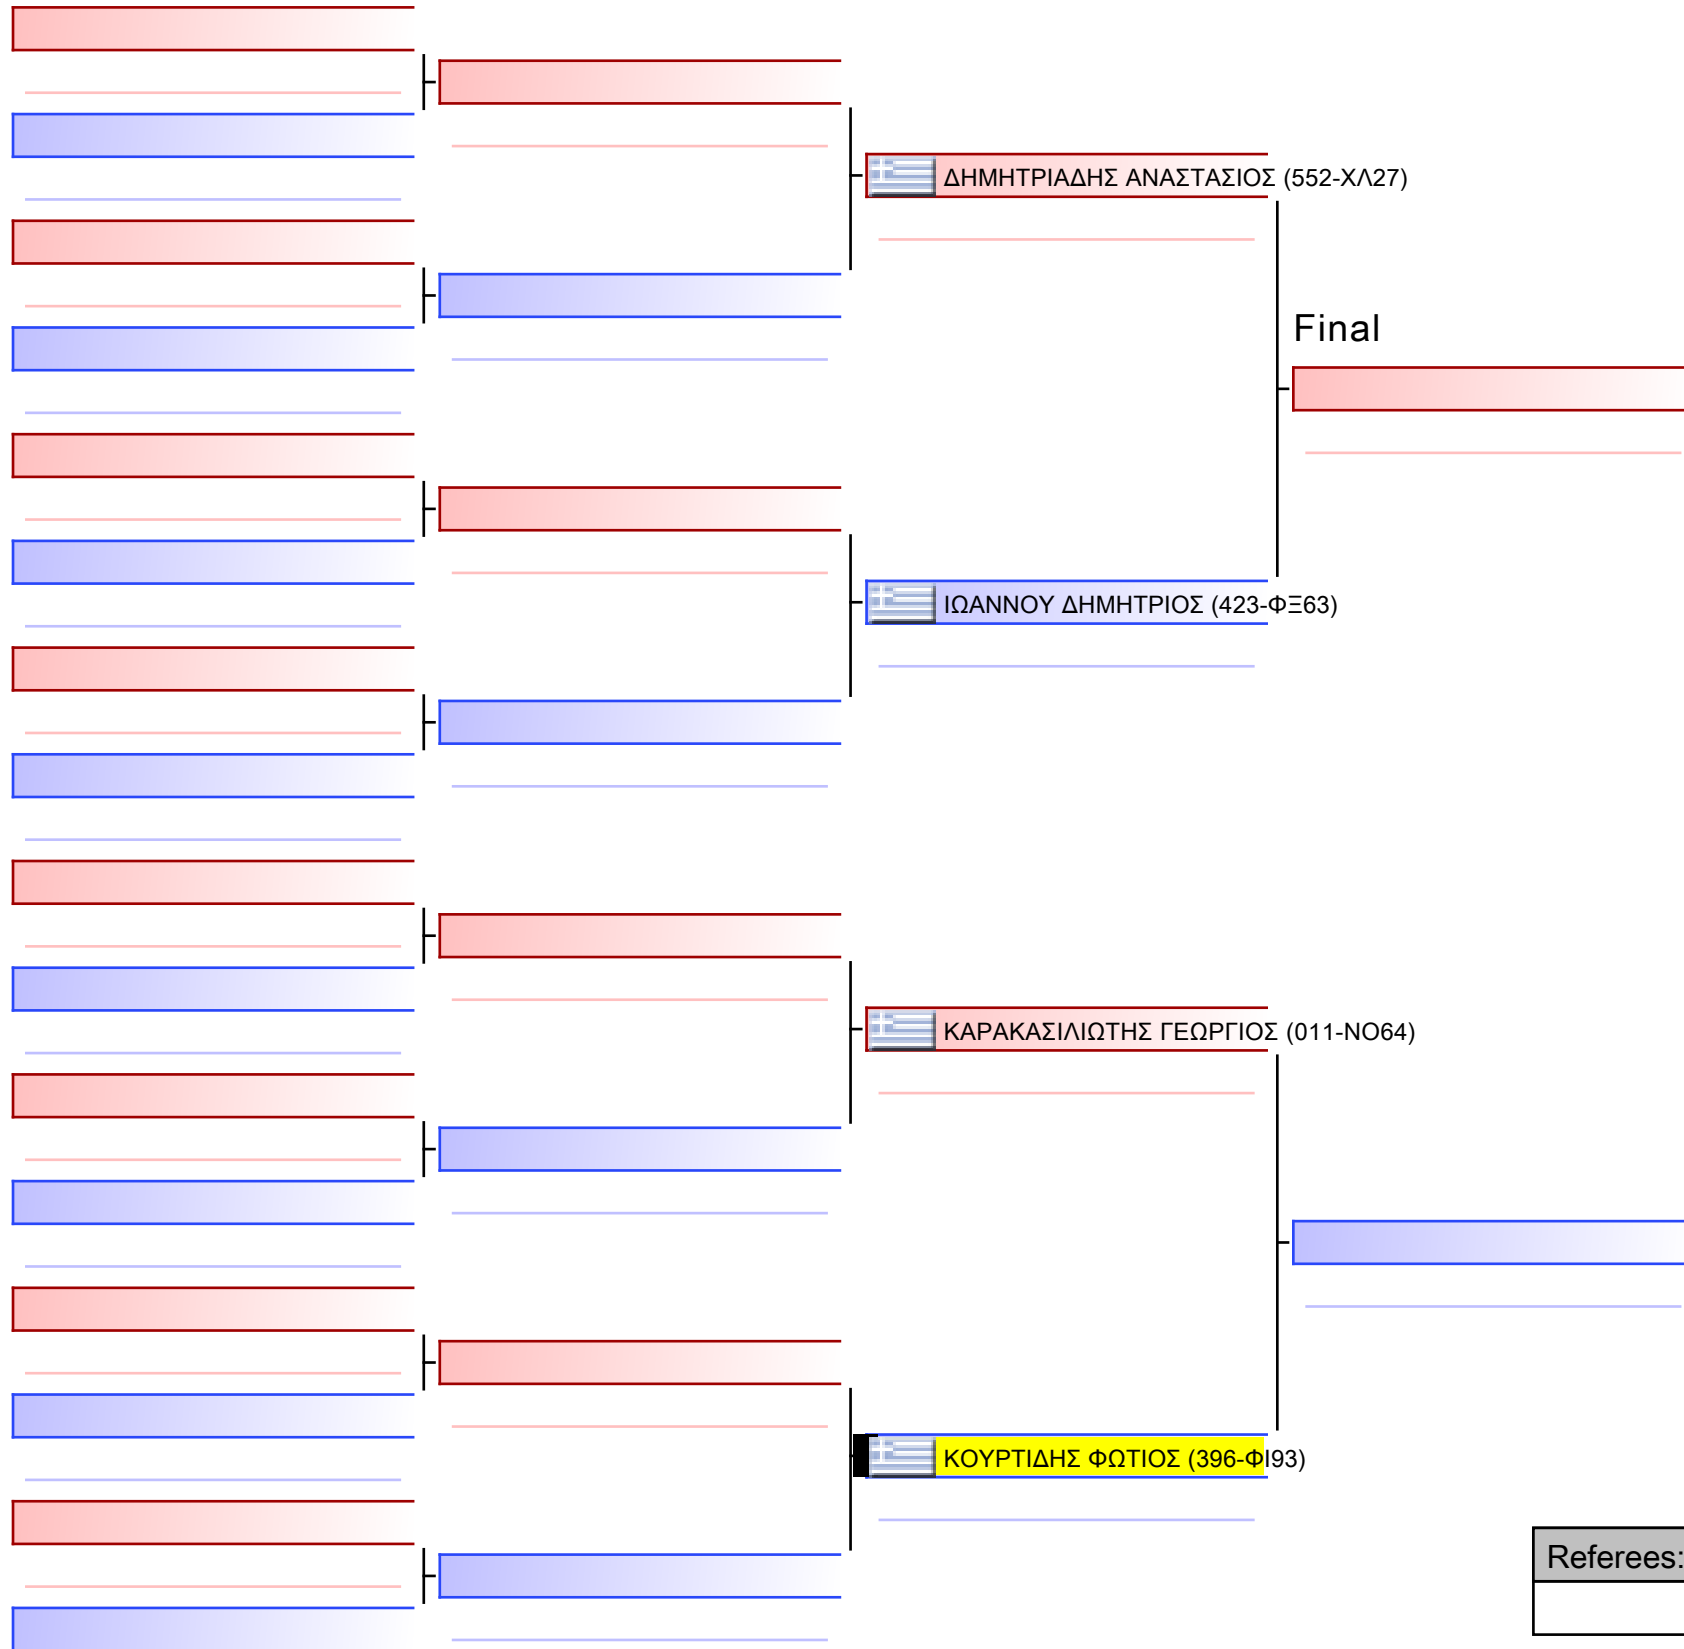 ΔΗΜΗΤΡΙΑΔΗΣ ΑΝΑΣΤΑΣΙΟΣ (552-ΧΛ27)
Final
ΙΩΑΝΝΟΥ ΔΗΜΗΤΡΙΟΣ (423-ΦΞ63)
ΚΑΡΑΚΑΣΙΛΙΩΤΗΣ ΓΕΩΡΓΙΟΣ (011-ΝΟ64)
ΚΟΥΡΤΙΔΗΣ ΦΩΤΙΟΣ (396-ΦΙ93)
Referees: